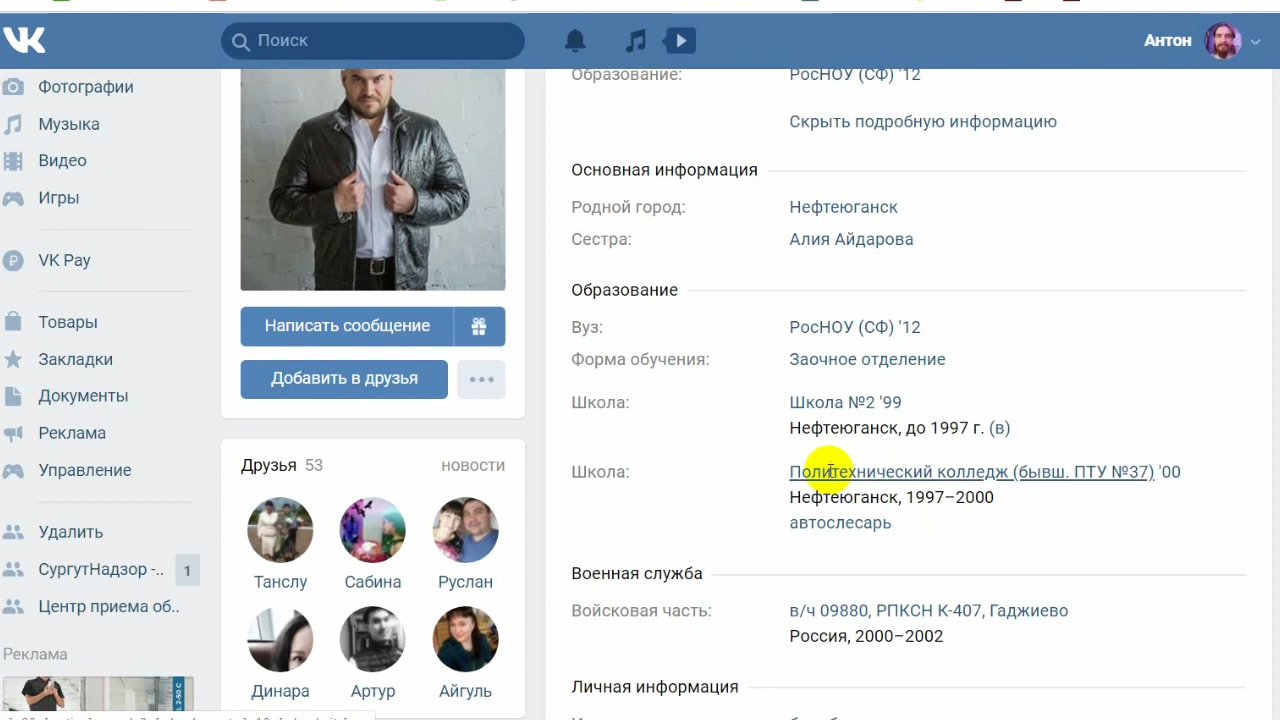 Поиск
Антон
Фотографии
Музыка
Видео
Игры
VK Pay
Товары
Закладки
Документы
Реклама
Управление
Удалить
СургутНадзор -.. 1
Центр приема об..
Реклама
Написать сообщение
Добавить в друзья
Друзья 53 новости
Танслу Сабина Руслан
Динара Артур Айгуль
Образование: РосНОУ (СФ) '12
Скрыть подробную информацию
Основная информация
Родной город: Нефтеюганск
Сестра: Алия Айдарова
Образование
Вуз: РосНОУ (СФ) '12
Форма обучения: Заочное отделение
Школа: Школа №2 '99
Нефтеюганск, до 1997 г. (в)
Школа: Политехнический колледж (бывш. ПТУ №37) '00
Нефтеюганск, 1997–2000
автослесарь
Военная служба
Войсковая часть: в/ч 09880, РПКСН К-407, Гаджиево
Россия, 2000–2002
Личная информация